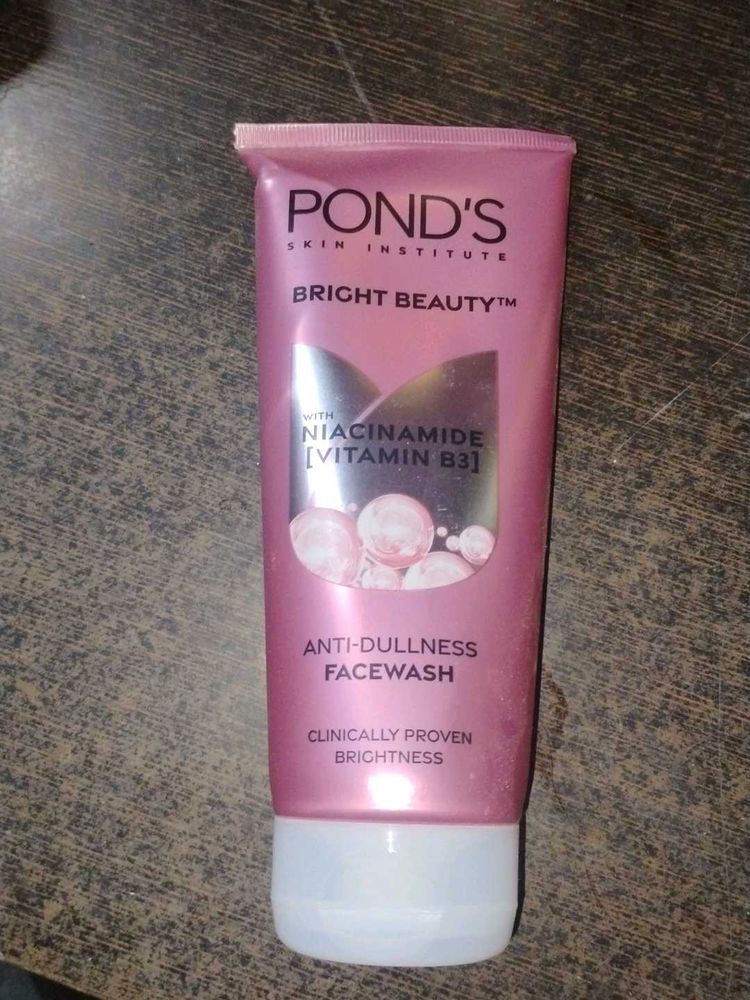 POND'S
SKIN INSTITUTE
BRIGHT BEAUTY™
WITH
NIACINAMIDE
[VITAMIN B3]
ANTI-DULLNESS
FACEWASH
CLINICALLY PROVEN
BRIGHTNESS